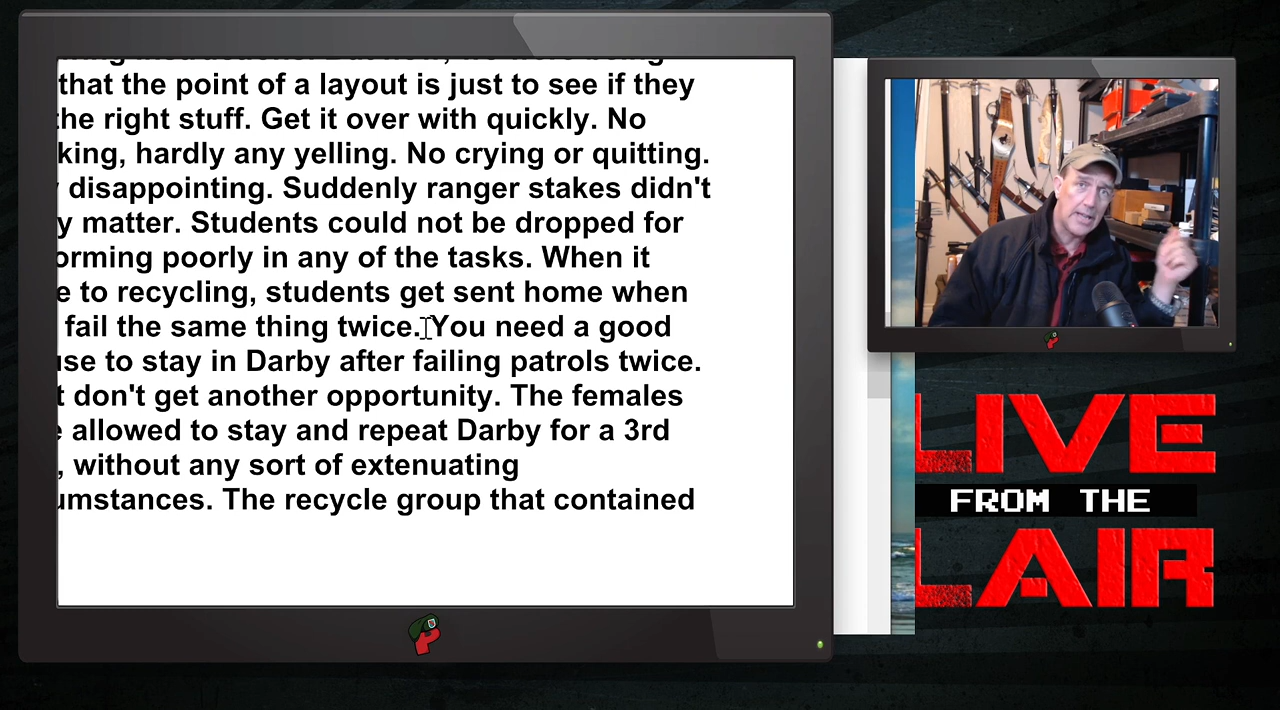 that the point of a layout is just to see if they
the right stuff. Get it over with quickly. No
king, hardly any yelling. No crying or quitting.
disappointing. Suddenly ranger stakes didn't
y matter. Students could not be dropped for
orming poorly in any of the tasks. When it
e to recycling, students get sent home when
fail the same thing twice. You need a good
use to stay in Darby after failing patrols twice.
t don't get another opportunity. The females
e allowed to stay and repeat Darby for a 3rd
, without any sort of extenuating
umstances. The recycle group that contained
LIVE
FROM THE
LAIR